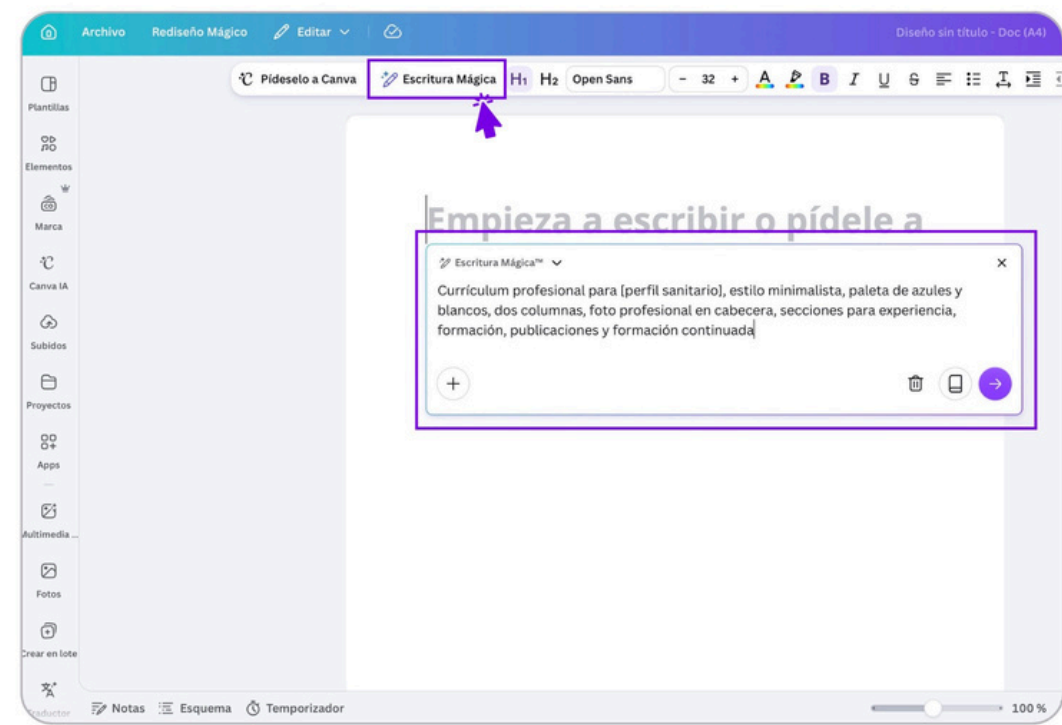 Archivo Rediseño Mágico Editar Diseño sin título - Doc (A4)
Pídeselo a Canva Escritura Mágica H1 H2 Open Sans - 32 + A B I U S
Plantillas
Elementos
Marca
Canva IA
Subidos
Proyectos
Apps
Multimedia ...
Fotos
Crear en lote
Traductor
Empieza a escribir o pídele a
Escritura Mágica™
Currículum profesional para [perfil sanitario], estilo minimalista, paleta de azules y
blancos, dos columnas, foto profesional en cabecera, secciones para experiencia,
formación, publicaciones y formación continuada
Notas Esquema Temporizador 100 %